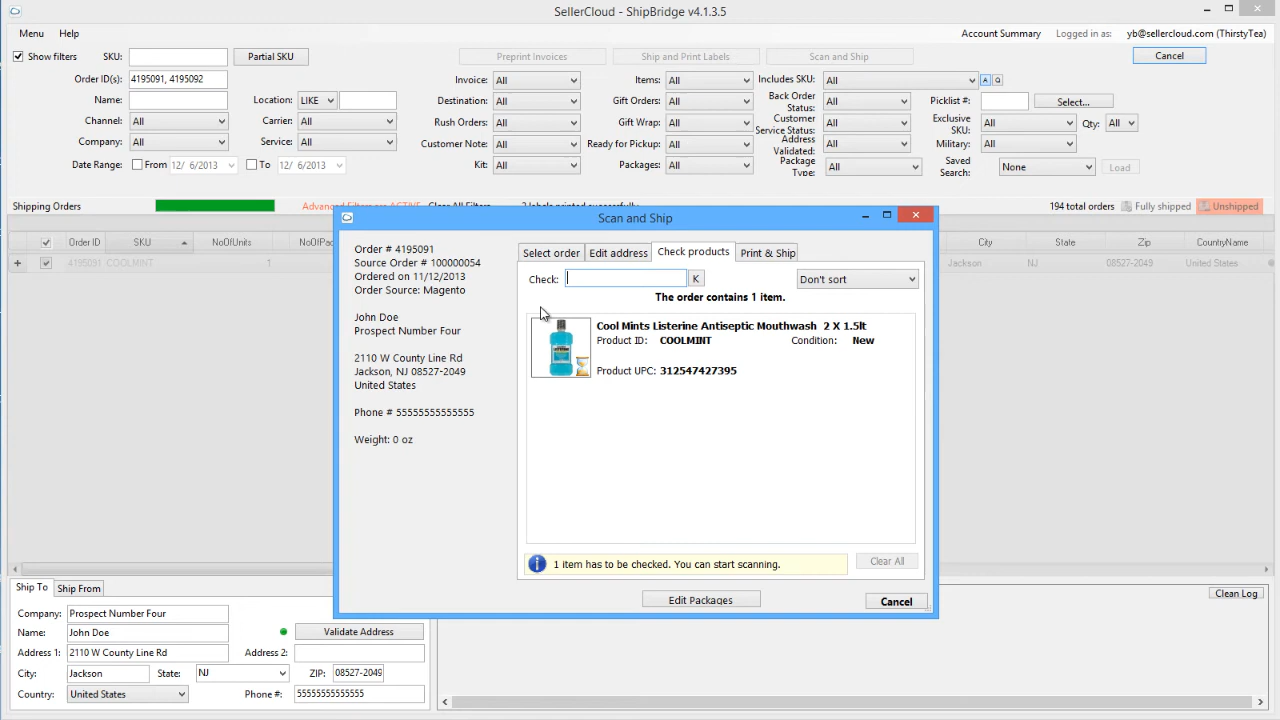 SellerCloud - ShipBridge v4.1.3.5
Menu Help Account Summary Logged in as: yb@sellercloud.com (ThirstyTea)
Show filters SKU: Partial SKU Preprint Invoices Ship and Print Labels Scan and Ship Cancel
Order ID(s): 4195091, 4195092 Invoice: All Items: All Includes SKU: All A Q
Name: Location: LIKE Destination: All Gift Orders: All Back Order Status: All Picklist #: Select...
Channel: All Carrier: All Rush Orders: All Gift Wrap: All Customer Service Status: All Exclusive SKU: All Qty: All
Company: All Service: All Customer Note: All Ready for Pickup: All Address Validated: All Military: All
Date Range: From 12/ 6/2013 To 12/ 6/2013 Kit: All Packages: All Package Type: All Saved Search: None Load
Shipping Orders Advanced Filters are ACTIVE Clear All Filters 2 labels printed successfully 194 total orders Fully shipped Unshipped
Order ID SKU NoOfUnits NoOfPac City State Zip CountyName
4195091 COOLMINT 1 Jackson NJ 08527-2049 United States
Scan and Ship
Order # 4195091
Source Order # 100000054
Ordered on 11/12/2013
Order Source: Magento
John Doe
Prospect Number Four
2110 W County Line Rd
Jackson, NJ 08527-2049
United States
Phone # 55555555555555
Weight: 0 oz
Select order Edit address Check products Print & Ship
Check: K Don't sort
The order contains 1 item.
Cool Mints Listerine Antiseptic Mouthwash 2 X 1.5lt
Product ID: COOLMINT Condition: New
Product UPC: 312547427395
1 item has to be checked. You can start scanning. Clear All
Edit Packages Cancel
Ship To Ship From Clean Log
Company: Prospect Number Four
Name: John Doe Validate Address
Address 1: 2110 W County Line Rd Address 2:
City: Jackson State: NJ ZIP: 08527-2049
Country: United States Phone #: 55555555555555